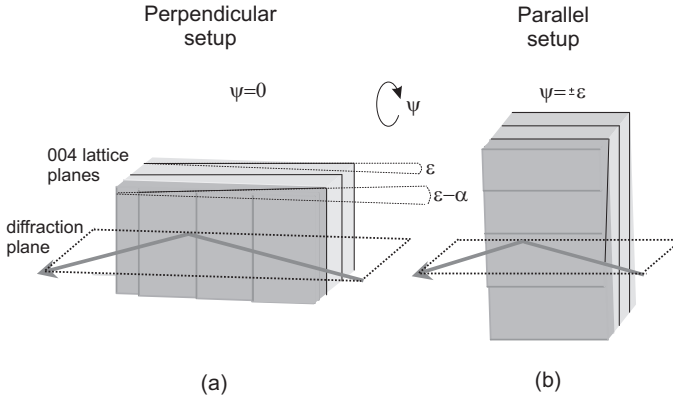 Perpendicular
setup
Parallel
setup
ψ=0
ψ=±ε
ψ
004 lattice
planes
ε
ε−α
diffraction
plane
(a)
(b)